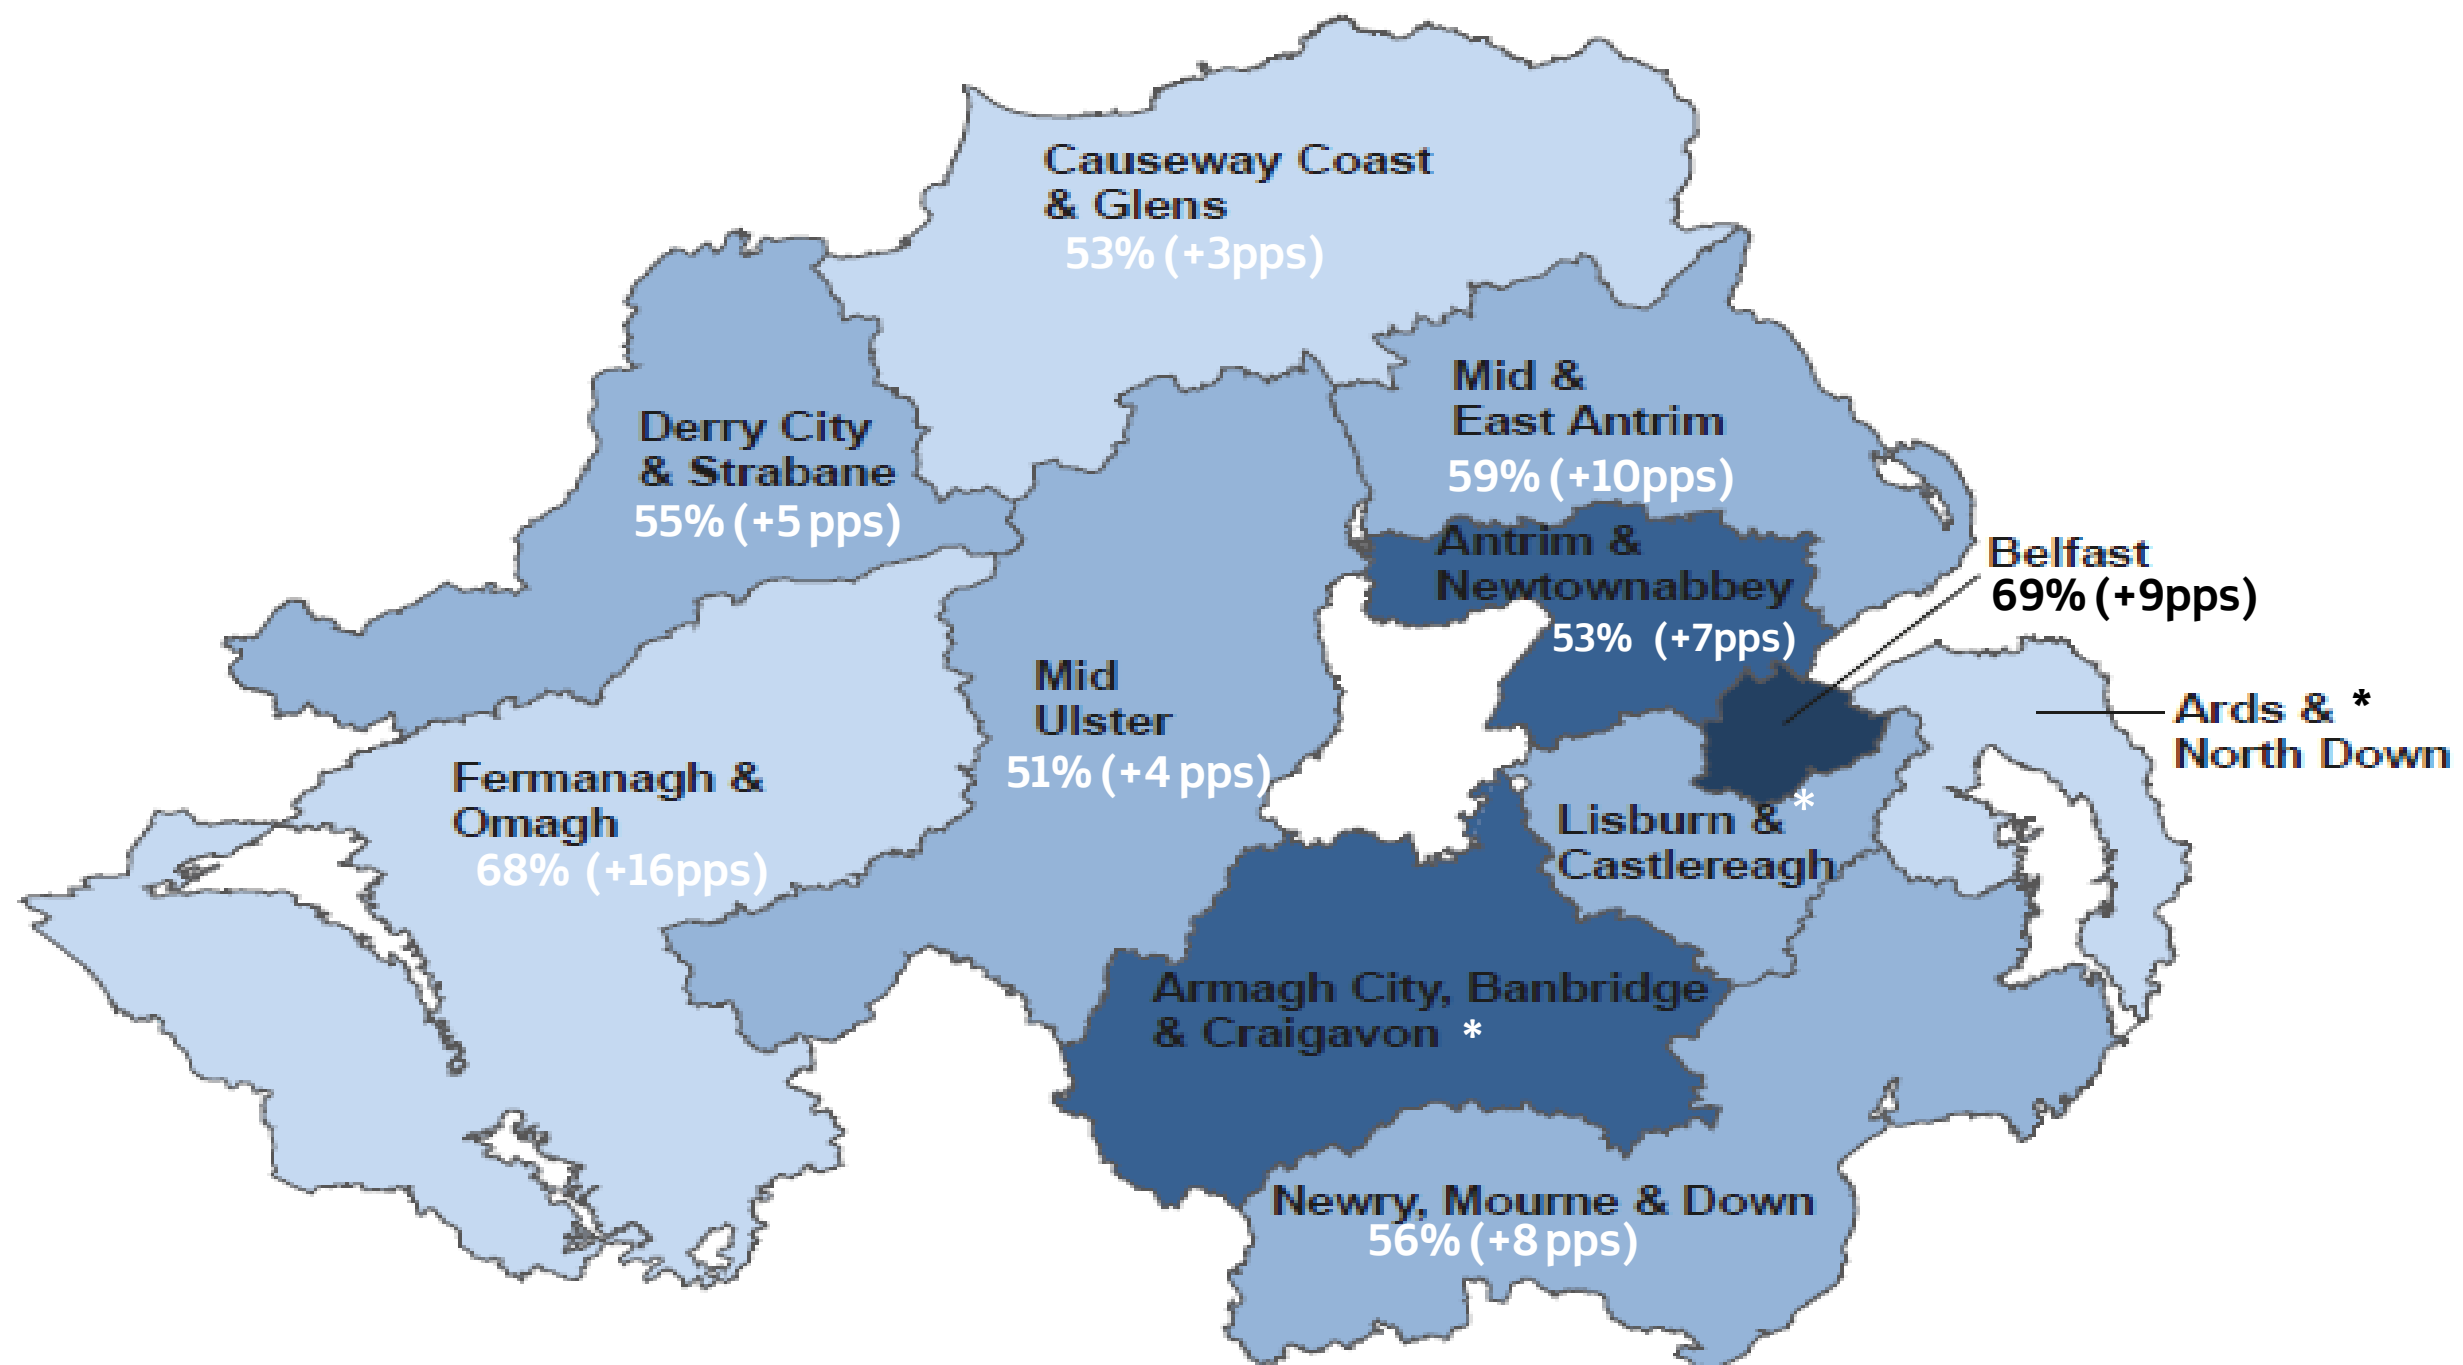 Causeway Coast
& Glens
53% (+3pps)
Derry City
& Strabane
55% (+5 pps)
Mid &
East Antrim
59% (+10pps)
Antrim &
Newtownabbey
53% (+7pps)
Belfast
69% (+9pps)
Ards & *
North Down
Mid
Ulster
51% (+4 pps)
Fermanagh &
Omagh
68% (+16pps)
Lisburn & *
Castlereagh
Armagh City, Banbridge
& Craigavon *
Newry, Mourne & Down
56% (+8 pps)